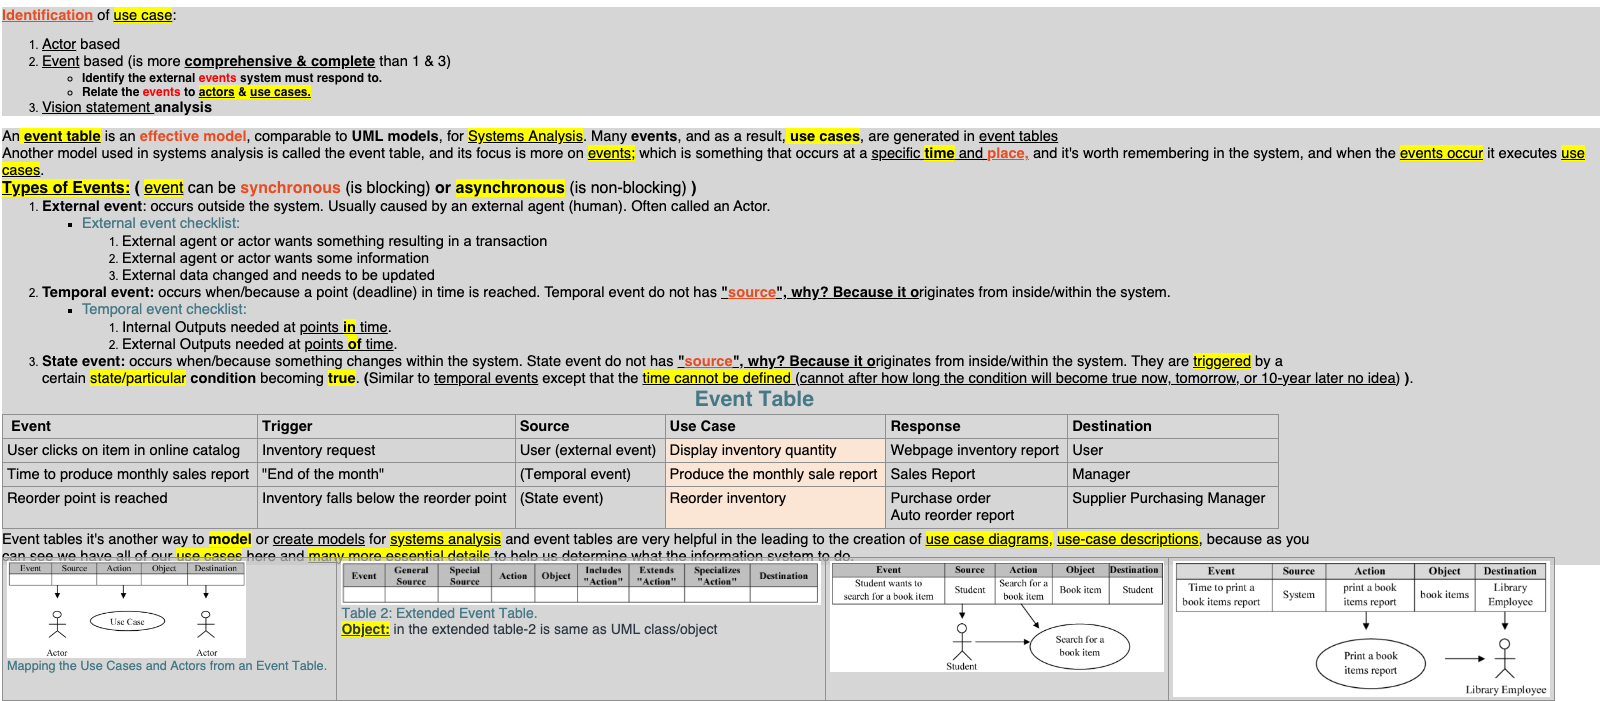 Identification of use case:
1. Actor based
2. Event based (is more comprehensive & complete than 1 & 3)
Identify the external events system must respond to.
Relate the events to actors & use cases.
3. Vision statement analysis
An event table is an effective model, comparable to UML models, for Systems Analysis. Many events, and as a result, use cases, are generated in event tables
Another model used in systems analysis is called the event table, and its focus is more on events; which is something that occurs at a specific time and place, and it's worth remembering in the system, and when the events occur it executes use
cases.
Types of Events: ( event can be synchronous (is blocking) or asynchronous (is non-blocking) )
1. External event: occurs outside the system. Usually caused by an external agent (human). Often called an Actor.
External event checklist:
1. External agent or actor wants something resulting in a transaction
2. External agent or actor wants some information
3. External data changed and needs to be updated
2. Temporal event: occurs when/because a point (deadline) in time is reached. Temporal event do not has "source", why? Because it originates from inside/within the system.
Temporal event checklist:
1. Internal Outputs needed at points in time.
2. External Outputs needed at points of time.
3. State event: occurs when/because something changes within the system. State event do not has "source", why? Because it originates from inside/within the system. They are triggered by a
certain state/particular condition becoming true. (Similar to temporal events except that the time cannot be defined (cannot after how long the condition will become true now, tomorrow, or 10-year later no idea) ).
Event Table
Event Trigger Source Use Case Response Destination
User clicks on item in online catalog Inventory request User (external event) Display inventory quantity Webpage inventory report User
Time to produce monthly sales report "End of the month" (Temporal event) Produce the monthly sale report Sales Report Manager
Reorder point is reached Inventory falls below the reorder point (State event) Reorder inventory Purchase order Supplier Purchasing Manager
Auto reorder report
Event tables it's another way to model or create models for systems analysis and event tables are very helpful in the leading to the creation of use case diagrams, use-case descriptions, because as you
can see we have all of our use cases here and many more essential details to help us determine what the information system to do.
Event Source Action Object Destination
Use Case
Actor Actor
Mapping the Use Cases and Actors from an Event Table.
Event General Source Special Source Action Object Includes "Action" Extends "Action" Specializes "Action" Destination
Table 2: Extended Event Table.
Object: in the extended table-2 is same as UML class/object
Event Source Action Object Destination
Student wants to search for a book item Student Search for a book item Book item Student
Search for a
book item
Student
Event Source Action Object Destination
Time to print a book items report System print a book items report book items Library Employee
Print a book
items report
Library Employee